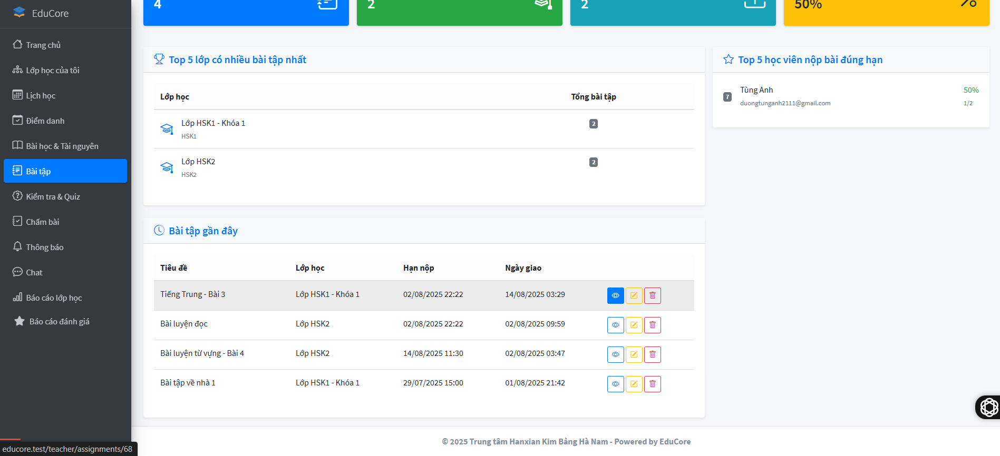 EduCore
4
2
2
50%
Trang chủ
Lớp học của tôi
Lịch học
Điểm danh
Bài học & Tài nguyên
Bài tập
Kiểm tra & Quiz
Chấm bài
Thông báo
Chat
Báo cáo lớp học
Báo cáo đánh giá
Top 5 lớp có nhiều bài tập nhất
Lớp học Tổng bài tập
Lớp HSK1 - Khóa 1 2
HSK1
Lớp HSK2 2
HSK2
Top 5 học viên nộp bài đúng hạn
7 Tùng Anh 50%
duongtunganh2111@gmail.com 1/2
Bài tập gần đây
Tiêu đề Lớp học Hạn nộp Ngày giao
Tiếng Trung - Bài 3 Lớp HSK1 - Khóa 1 02/08/2025 22:22 14/08/2025 03:29
Bài luyện đọc Lớp HSK2 02/08/2025 22:22 02/08/2025 09:59
Bài luyện từ vựng - Bài 4 Lớp HSK2 14/08/2025 11:30 02/08/2025 03:47
Bài tập về nhà 1 Lớp HSK1 - Khóa 1 29/07/2025 15:00 01/08/2025 21:42
© 2025 Trung tâm Hanxian Kim Bảng Hà Nam - Powered by EduCore
educore.test/teacher/assignments/68